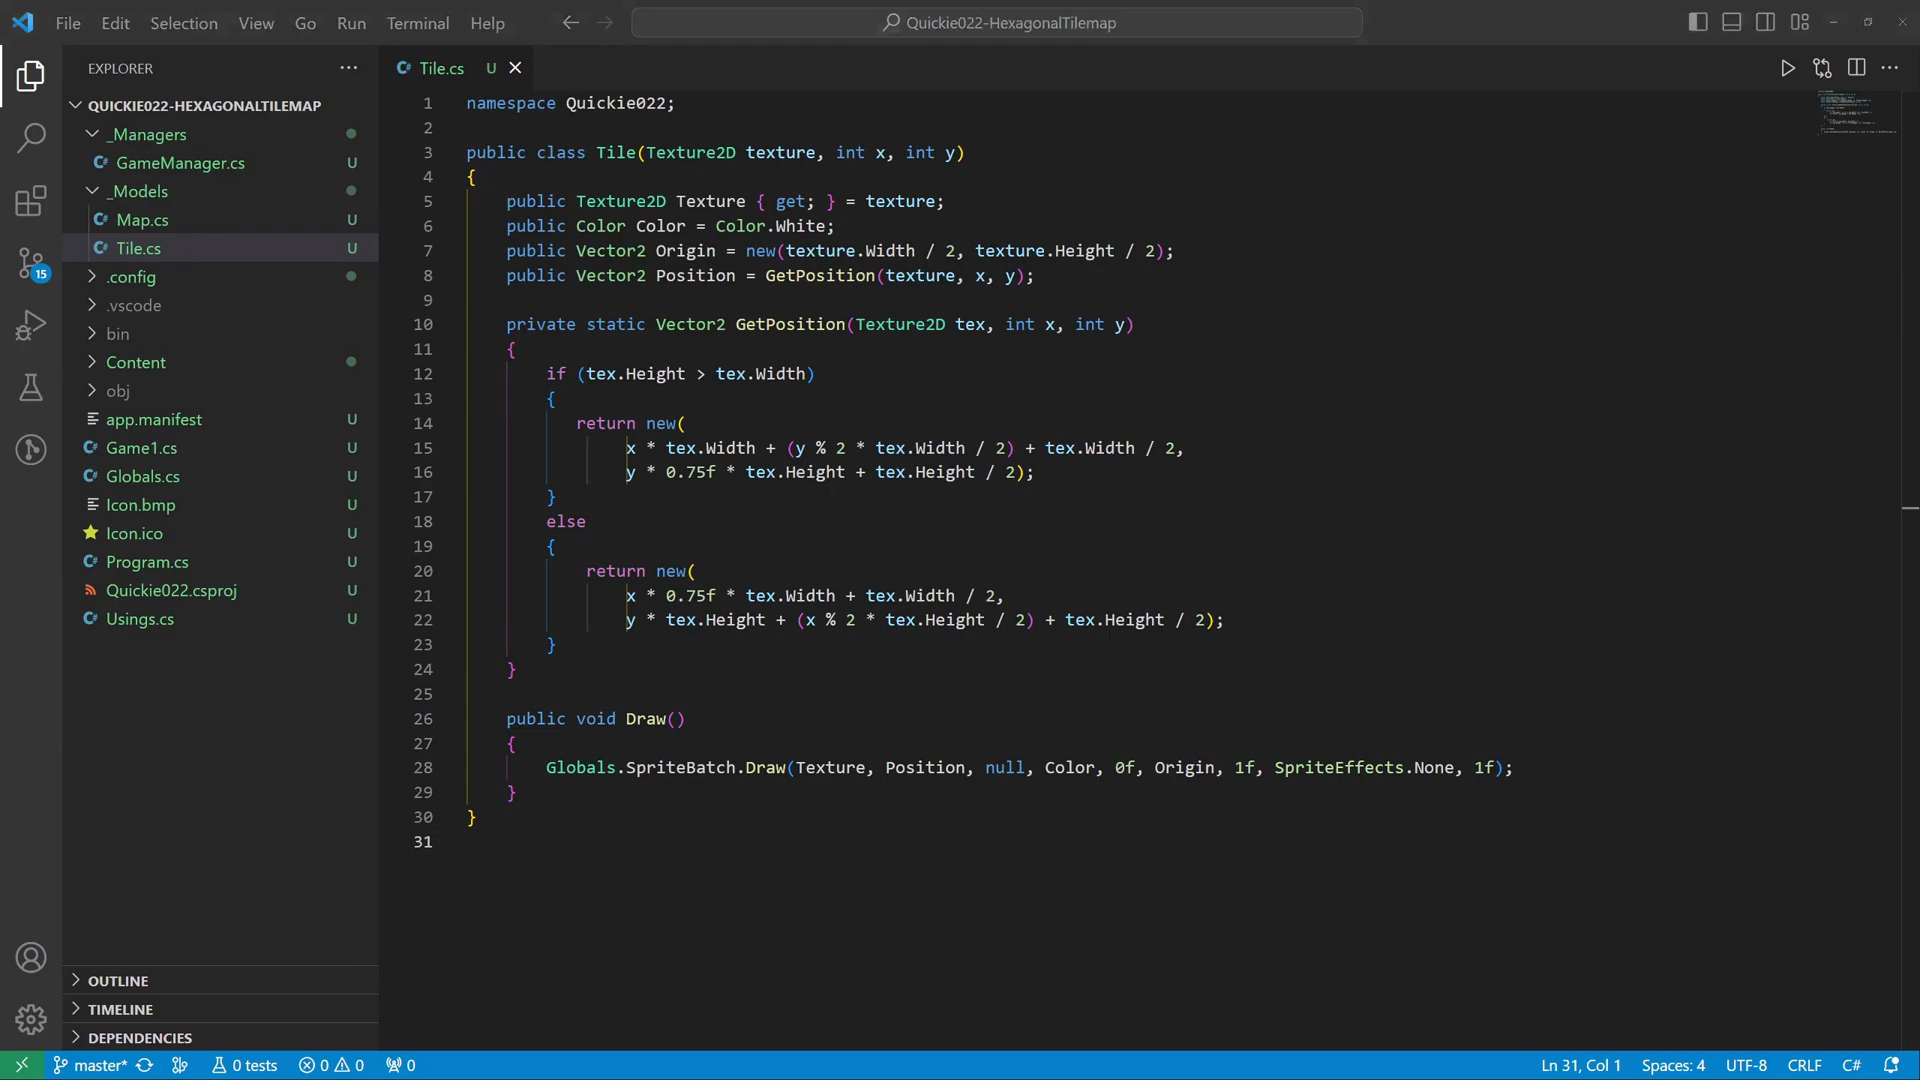 File Edit Selection View Go Run Terminal Help
Quickie022-HexagonalTilemap
EXPLORER
QUICKIE022-HEXAGONALTILEMAP
_Managers
C# GameManager.cs U
_Models
C# Map.cs U
C# Tile.cs U
.config
.vscode
bin
Content
obj
app.manifest U
C# Game1.cs U
C# Globals.cs U
Icon.bmp U
Icon.ico U
C# Program.cs U
Quickie022.csproj U
C# Usings.cs U
15
OUTLINE
TIMELINE
DEPENDENCIES
C# Tile.cs U
1 namespace Quickie022;
2
3 public class Tile(Texture2D texture, int x, int y)
4 {
5 public Texture2D Texture { get; } = texture;
6 public Color Color = Color.White;
7 public Vector2 Origin = new(texture.Width / 2, texture.Height / 2);
8 public Vector2 Position = GetPosition(texture, x, y);
9
10 private static Vector2 GetPosition(Texture2D tex, int x, int y)
11 {
12 if (tex.Height > tex.Width)
13 {
14 return new(
15 x * tex.Width + (y % 2 * tex.Width / 2) + tex.Width / 2,
16 y * 0.75f * tex.Height + tex.Height / 2);
17 }
18 else
19 {
20 return new(
21 x * 0.75f * tex.Width + tex.Width / 2,
22 y * tex.Height + (x % 2 * tex.Height / 2) + tex.Height / 2);
23 }
24 }
25
26 public void Draw()
27 {
28 Globals.SpriteBatch.Draw(Texture, Position, null, Color, 0f, Origin, 1f, SpriteEffects.None, 1f);
29 }
30 }
31
master* 0 tests 0 0 0 Ln 31, Col 1 Spaces: 4 UTF-8 CRLF C#